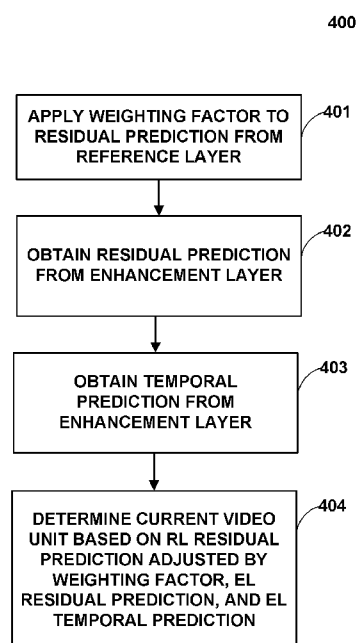 400
APPLY WEIGHTING FACTOR TO
RESIDUAL PREDICTION FROM
REFERENCE LAYER
401
OBTAIN RESIDUAL PREDICTION
FROM ENHANCEMENT LAYER
402
OBTAIN TEMPORAL
PREDICTION FROM
ENHANCEMENT LAYER
403
DETERMINE CURRENT VIDEO
UNIT BASED ON RL RESIDUAL
PREDICTION ADJUSTED BY
WEIGHTING FACTOR, EL
RESIDUAL PREDICTION, AND EL
TEMPORAL PREDICTION
404